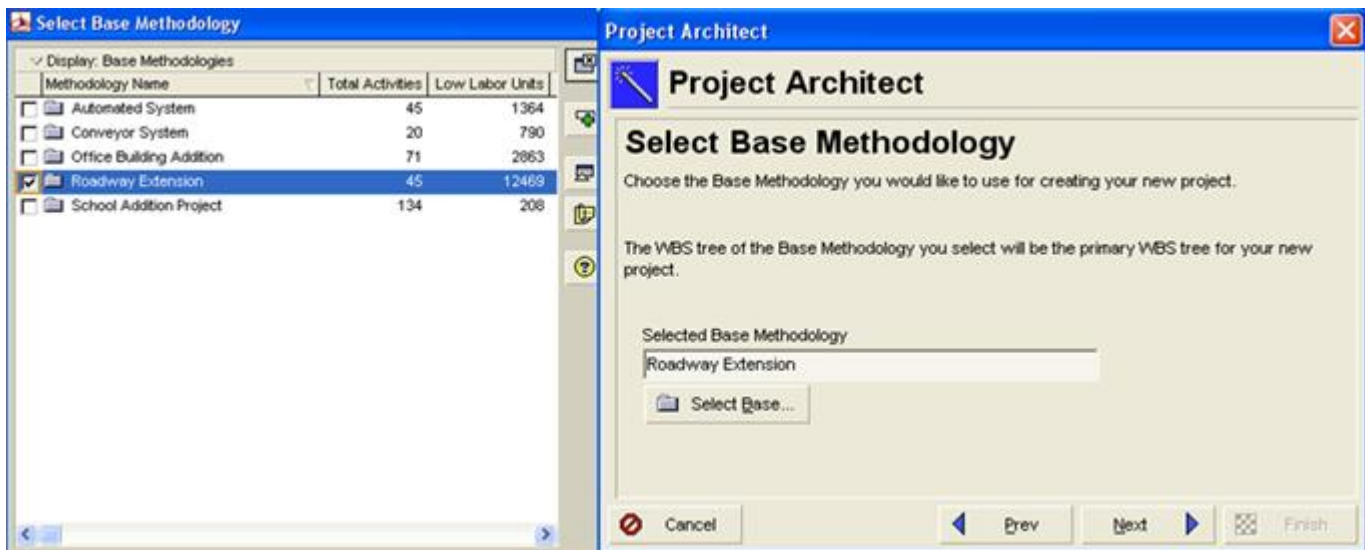 Select Base Methodology
Display: Base Methodologies
Methodology Name Total Activities Low Labor Units
Automated System 45 1364
Conveyor System 20 790
Office Building Addition 71 2863
Roadway Extension 45 12469
School Addition Project 134 208
Project Architect
Project Architect
Select Base Methodology
Choose the Base Methodology you would like to use for creating your new project.
The WBS tree of the Base Methodology you select will be the primary WBS tree for your new
project.
Selected Base Methodology
Roadway Extension
Select Base...
Cancel Prev Next Finish